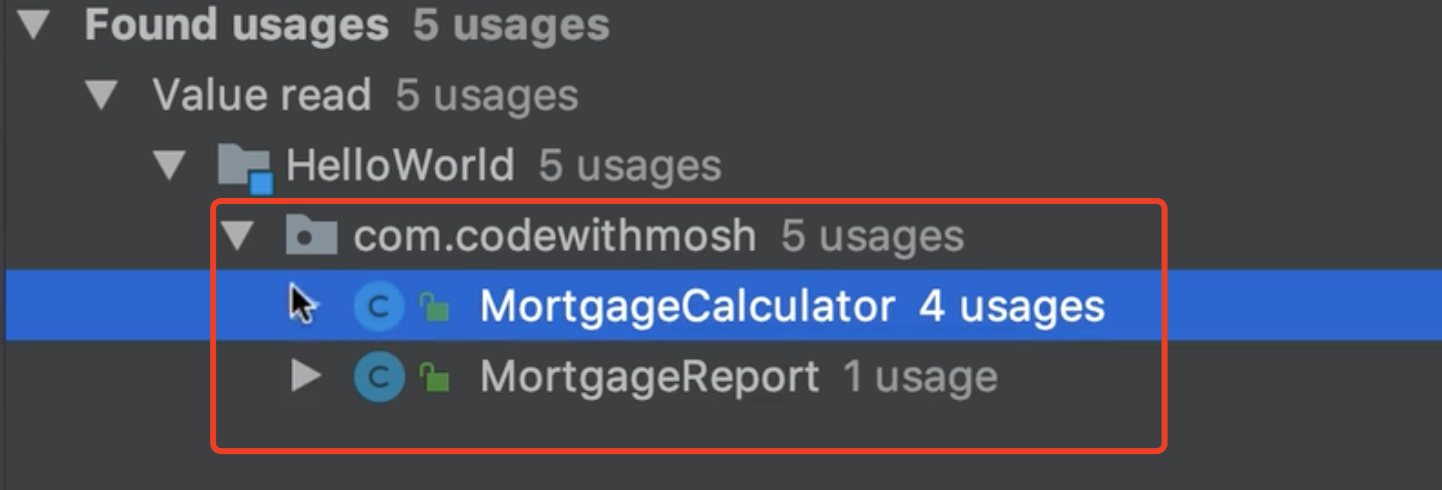 Found usages 5 usages
Value read 5 usages
HelloWorld 5 usages
com.codewithmosh 5 usages
C MortgageCalculator 4 usages
C MortgageReport 1 usage